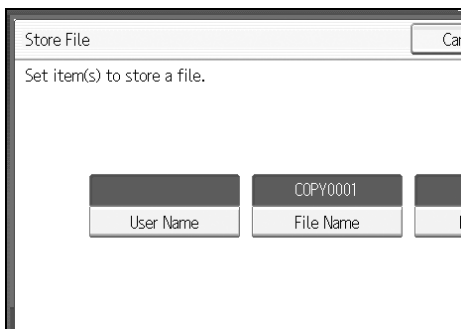 Store File
Set item(s) to store a file.
COPY0001
User Name
File Name